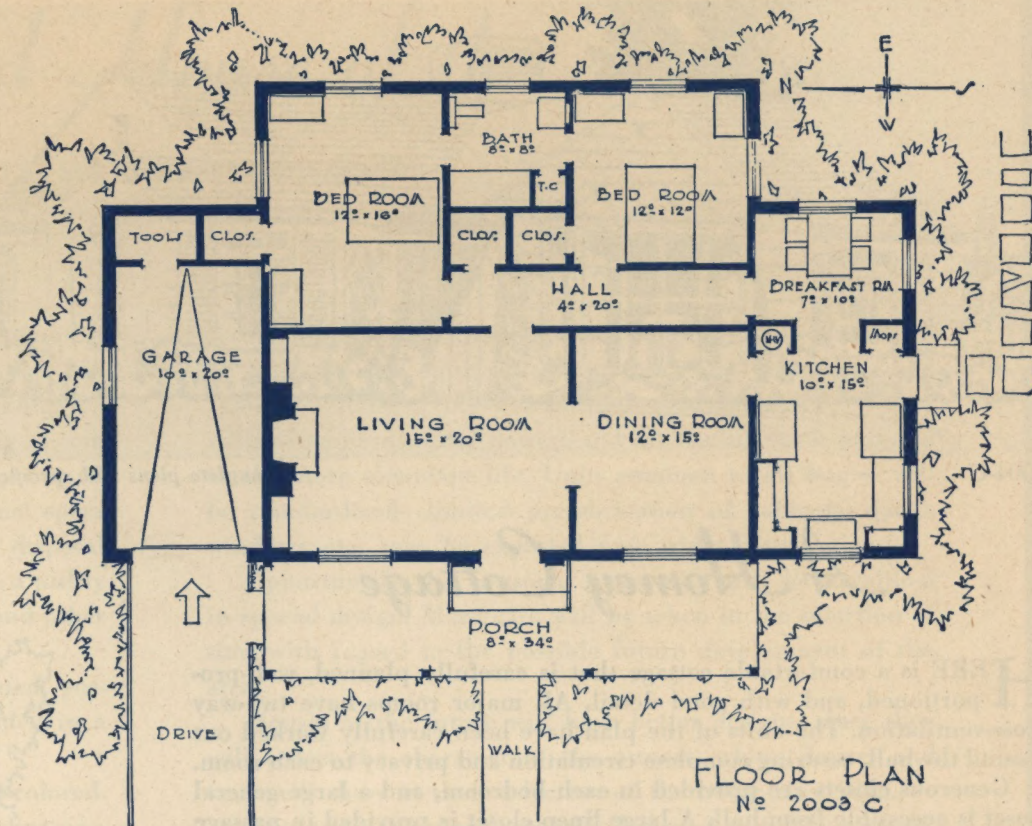 E
N
S
BATH
8⁰ x 8⁰
BED ROOM
12⁰ x 16⁰
T.C
BED ROOM
12⁰ x 12⁰
TOOLS
CLOS.
CLOS.
CLOS.
HALL
4⁰ x 20⁰
BREAKFAST RM
7⁰ x 10⁰
GARAGE
10⁰ x 20⁰
KITCHEN
10⁰ x 15⁰
LIVING ROOM
15⁰ x 20⁰
DINING ROOM
12⁰ x 15⁰
PORCH
8⁰ x 34⁰
DRIVE
WALK
FLOOR PLAN
Nº 2003 C